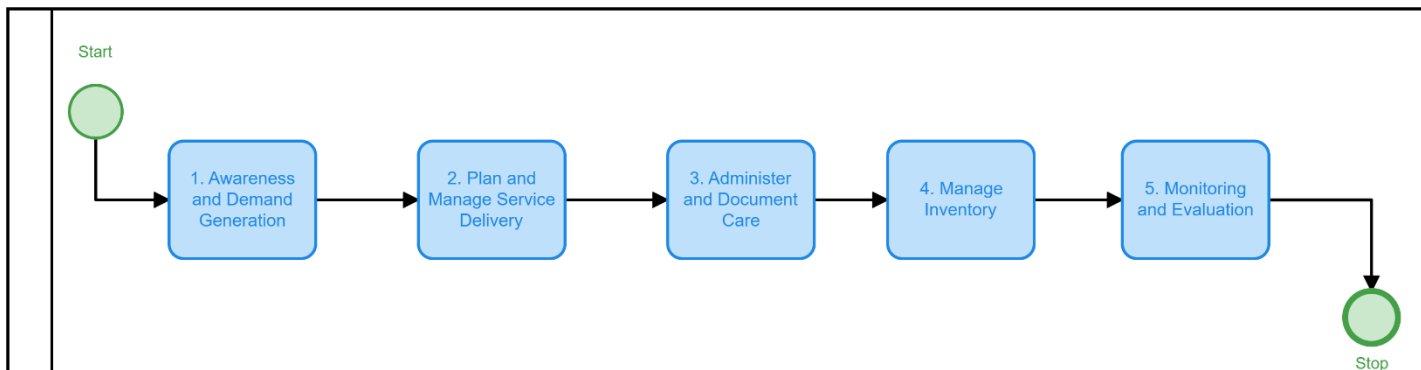 Start
1. Awareness
and Demand
Generation
2. Plan and
Manage Service
Delivery
3. Administer
and Document
Care
4. Manage
Inventory
5. Monitoring
and Evaluation
Stop